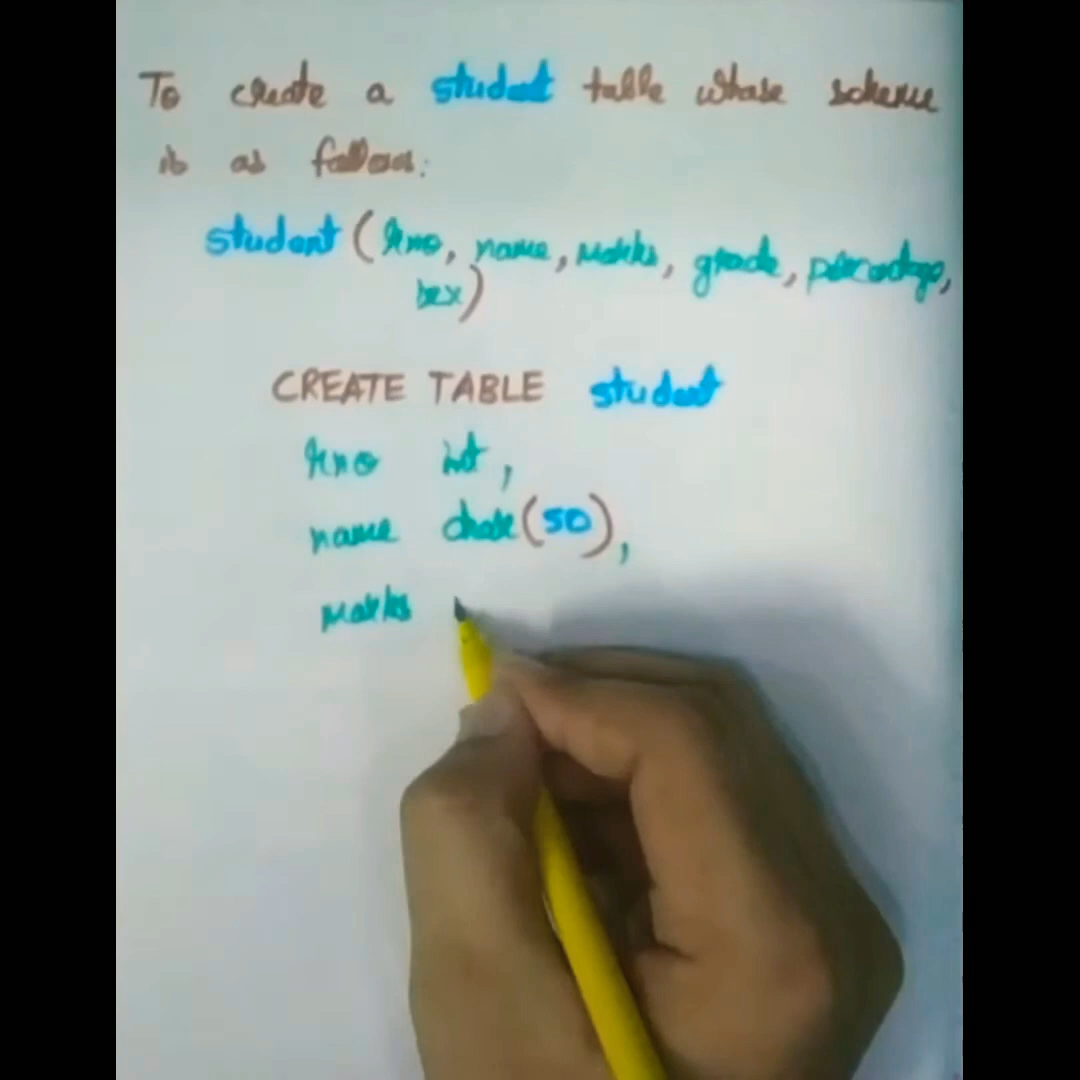 To create a student table whose scheme
is as follows:
student (rno, name, marks, grade, percentage,
sex)
CREATE TABLE student
rno int,
name char(50),
marks